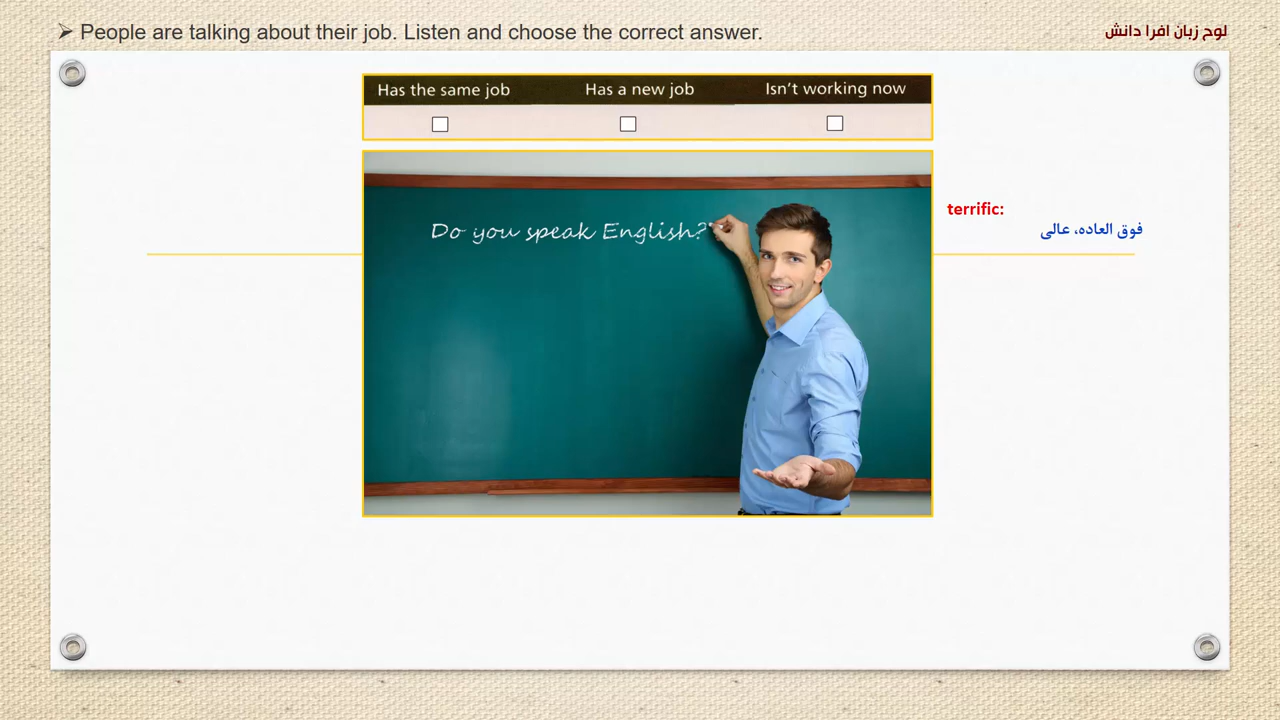 ➢ People are talking about their job. Listen and choose the correct answer.
لوح زبان افرا دانش
Has the same job
Has a new job
Isn't working now
Do you speak English?
terrific:
فوق العاده، عالی